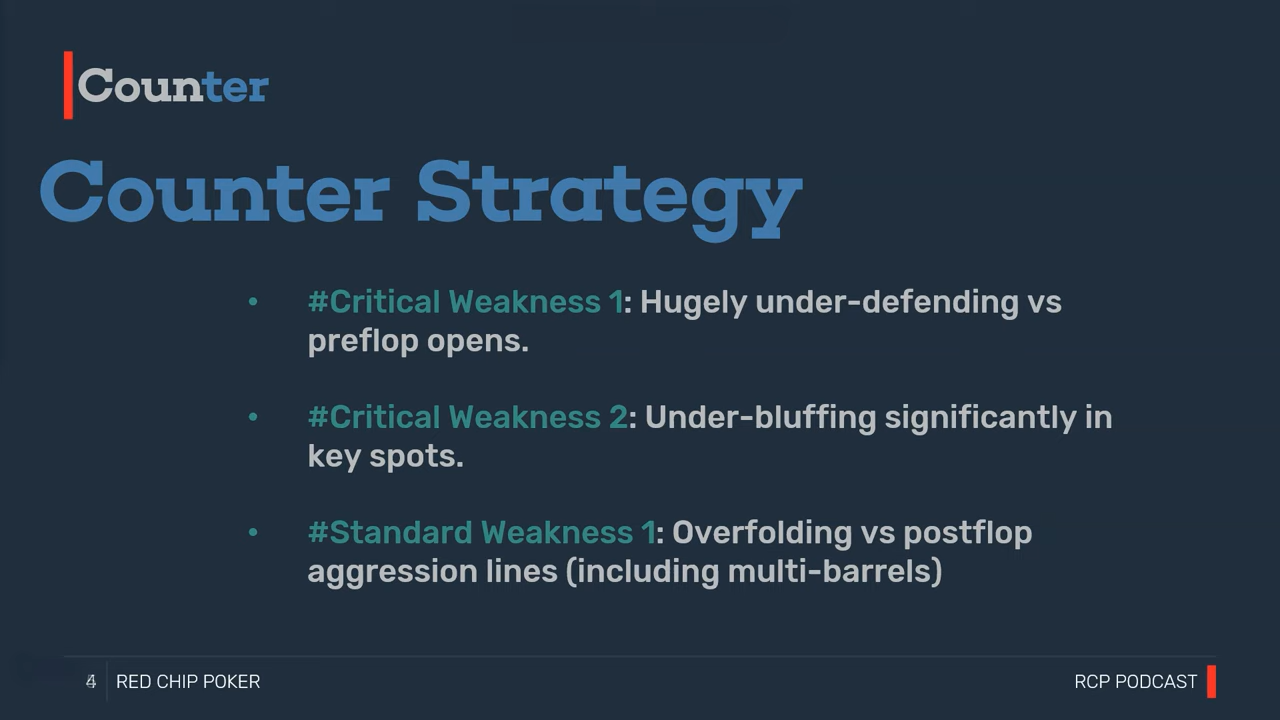 Counter
Counter Strategy
• #Critical Weakness 1: Hugely under-defending vs
preflop opens.
• #Critical Weakness 2: Under-bluffing significantly in
key spots.
• #Standard Weakness 1: Overfolding vs postflop
aggression lines (including multi-barrels)
4 RED CHIP POKER
RCP PODCAST